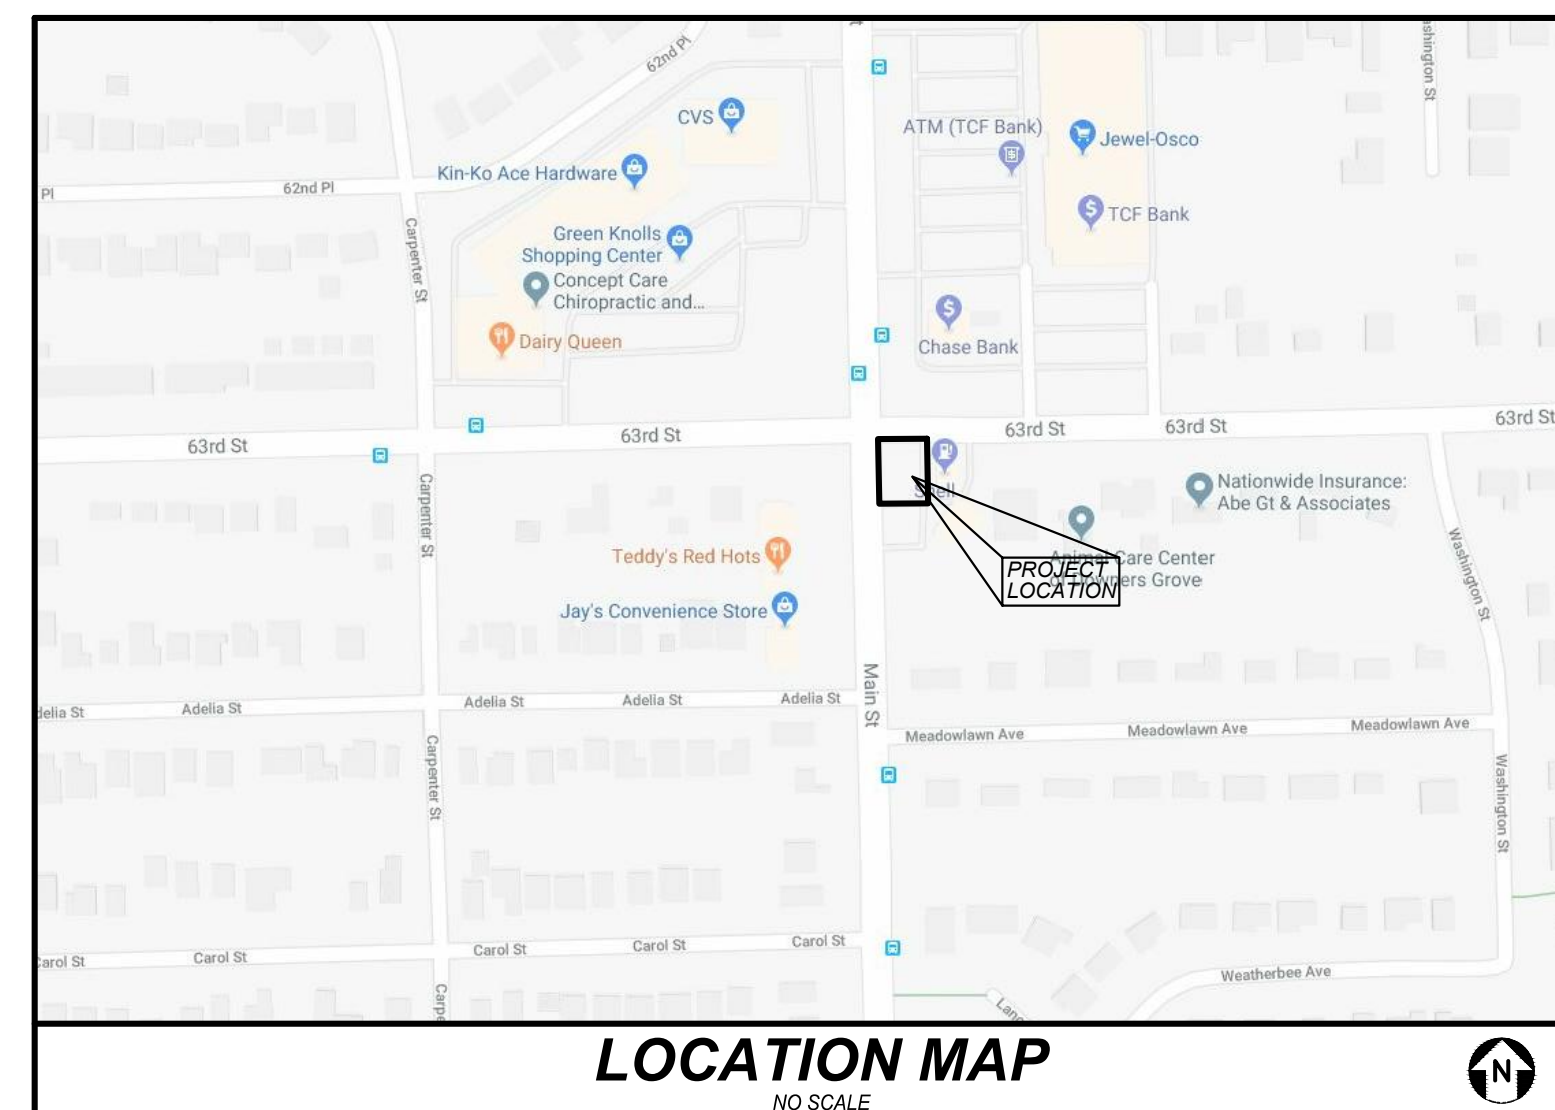 62nd Pl
CVS
ATM (TCF Bank)
Jewel-Osco
Kin-Ko Ace Hardware
Pl
62nd Pl
TCF Bank
Carpenter St
Green Knolls
Shopping Center
Concept Care
Chiropractic and...
Dairy Queen
Chase Bank
63rd St
63rd St
63rd St
63rd St
63rd St
Carpenter St
Nationwide Insurance:
Abe Gt & Associates
Teddy's Red Hots
Care Center
PROJECT
LOCATION
Jay's Convenience Store
Washington St
Main St
Adelia St
Adelia St
Adelia St
Adelia St
Meadowlawn Ave
Meadowlawn Ave
Meadowlawn Ave
Carpenter St
Washington St
Carol St
Carol St
Carol St
Carol St
Weatherbee Ave
LOCATION MAP
NO SCALE
N